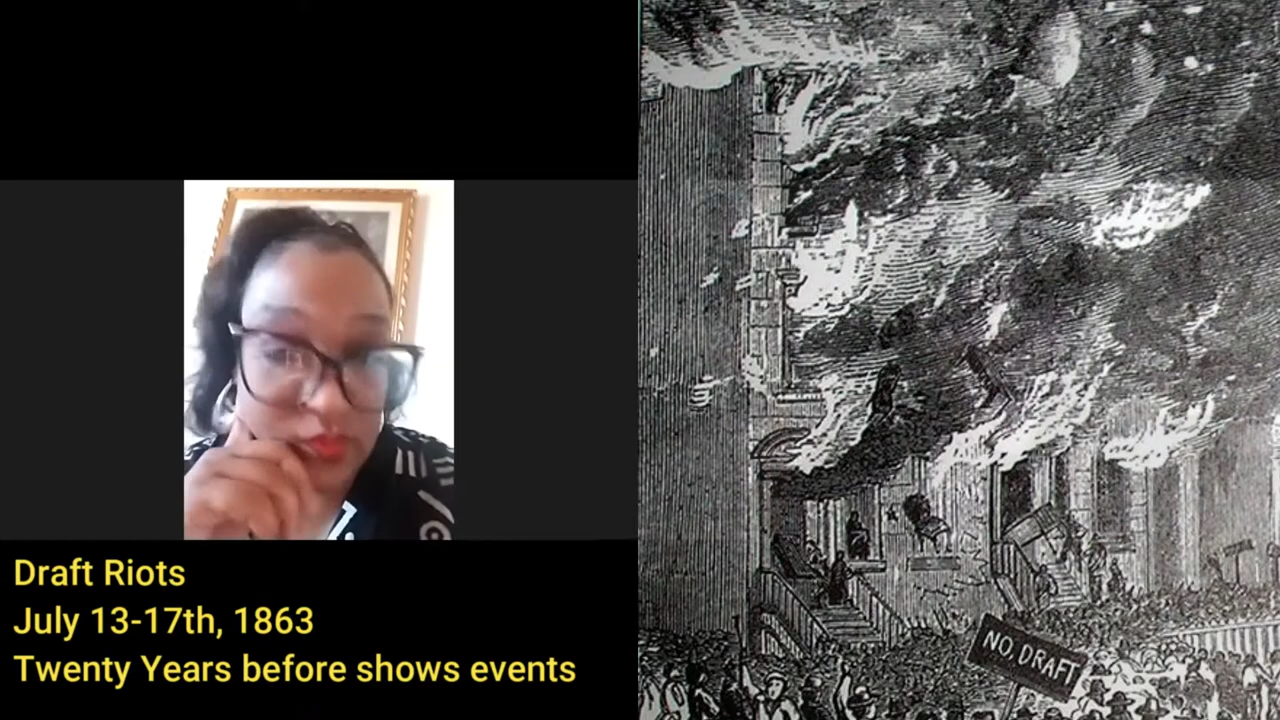 Draft Riots
July 13-17th, 1863
Twenty Years before shows events
NO, DRAFT